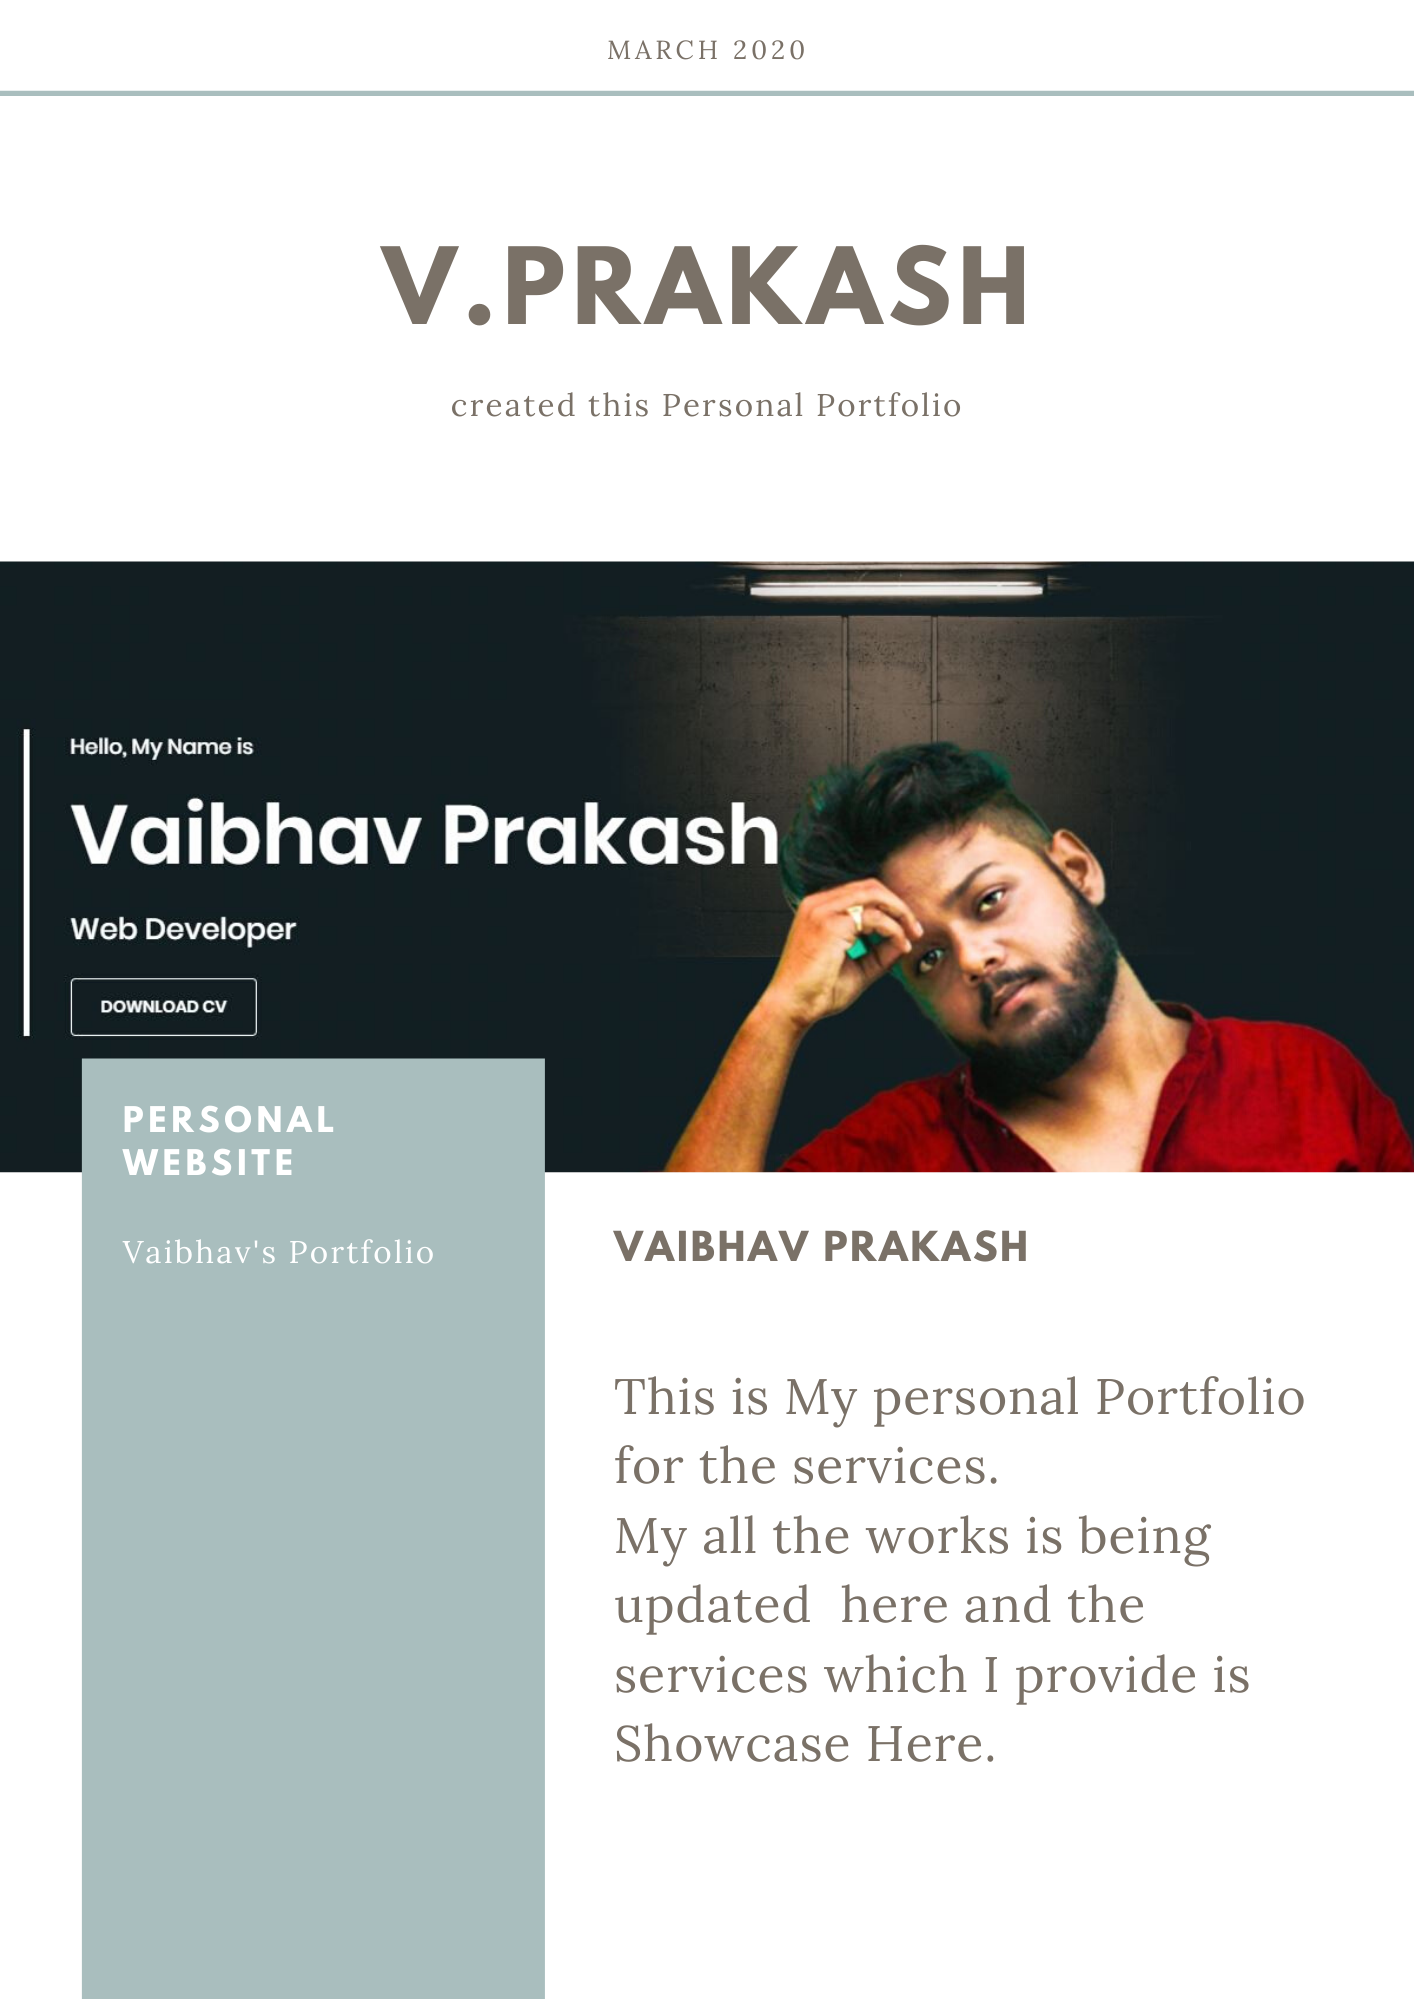 MARCH 2020
V.PRAKASH
created this Personal Portfolio
Hello, My Name is
Vaibhav Prakash
Web Developer
DOWNLOAD CV
PERSONAL
WEBSITE
Vaibhav's Portfolio
VAIBHAV PRAKASH
This is My personal Portfolio
for the services.
My all the works is being
updated  here and the
services which I provide is
Showcase Here.